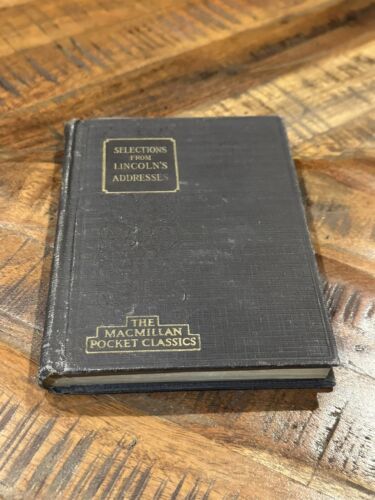 SELECTIONS
FROM
LINCOLN'S
ADDRESSES
THE
MACMILLAN
POCKET CLASSICS